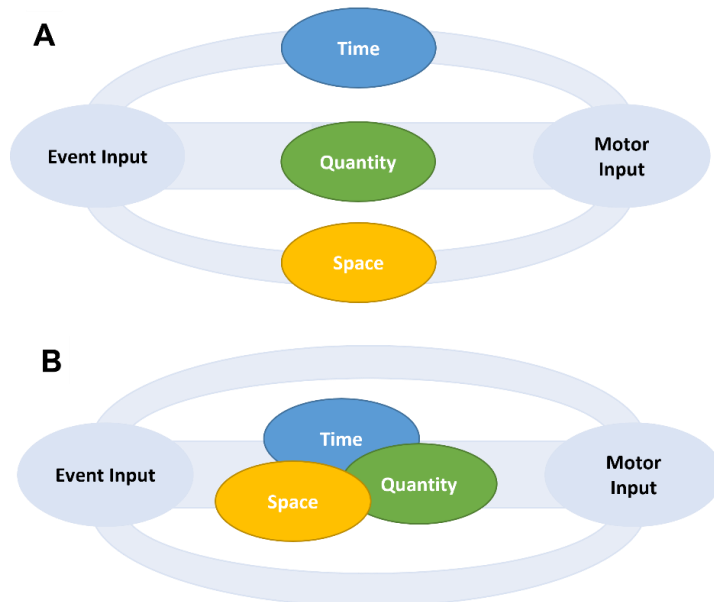 A
Time
Event Input
Quantity
Motor
Input
Space
B
Time
Event Input
Quantity
Motor
Input
Space